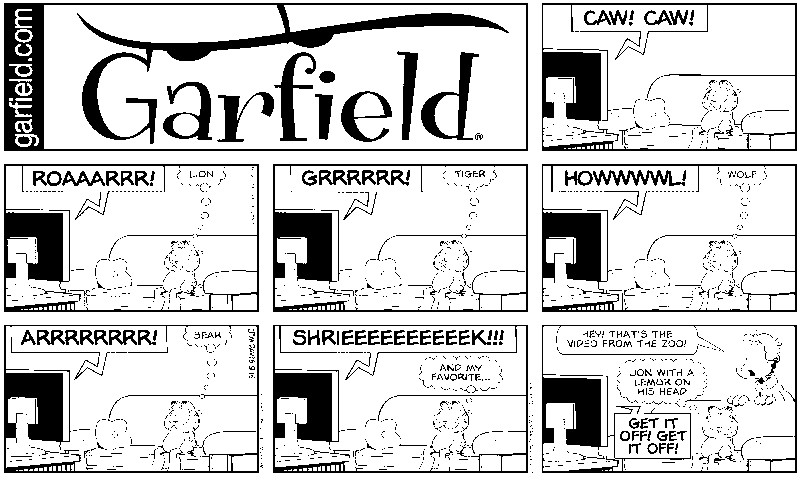 garfield.com
Garfield®
CAW! CAW!
ROAAARRR!
LION
GRRRRRR!
TIGER
HOWWWWL!
WOLF
ARRRRRRRR!
BEAR
SHRIEEEEEEEEEEEK!!!
AND MY
FAVORITE...
HEY! THAT'S THE
VIDEO FROM THE ZOO!
JON WITH A
LEMUR ON
HIS HEAD
GET IT
OFF! GET
IT OFF!